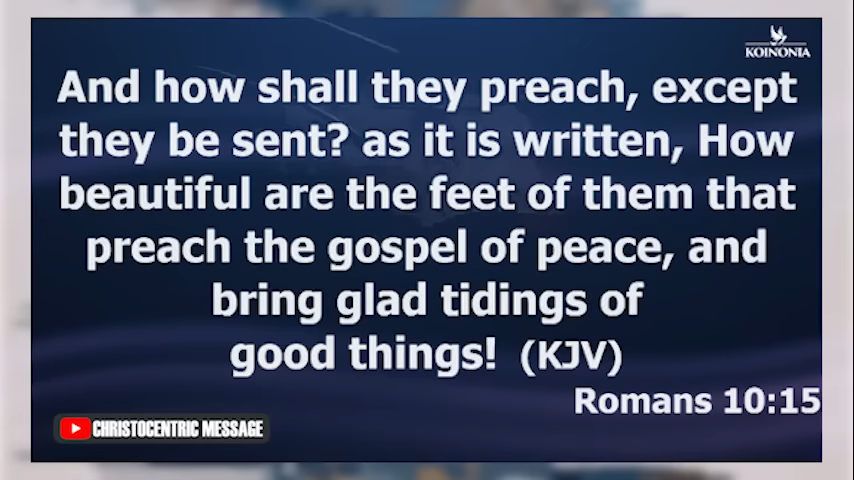 KOINONIA
And how shall they preach, except
they be sent? as it is written, How
beautiful are the feet of them that
preach the gospel of peace, and
bring glad tidings of
good things! (KJV)
Romans 10:15
CHRISTOCENTRIC MESSAGE